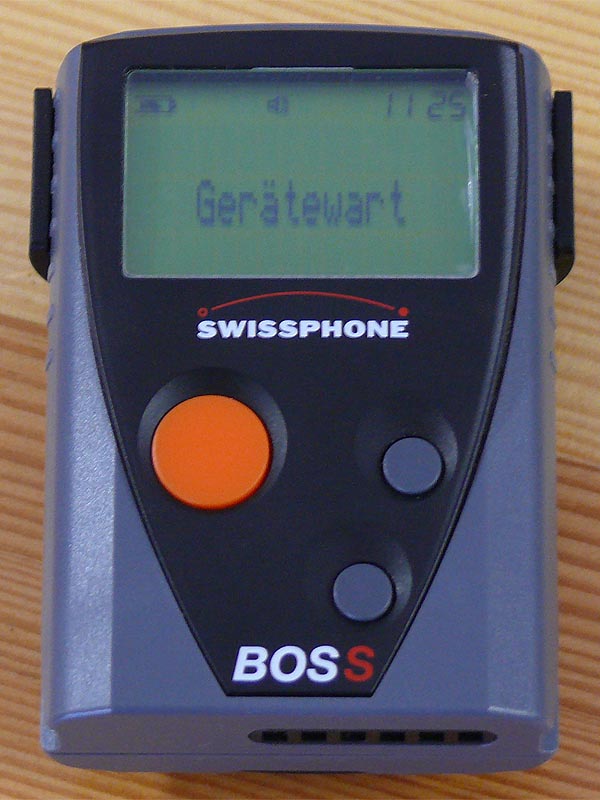 11 25
Gerätewart
SWISSPHONE
BOSS